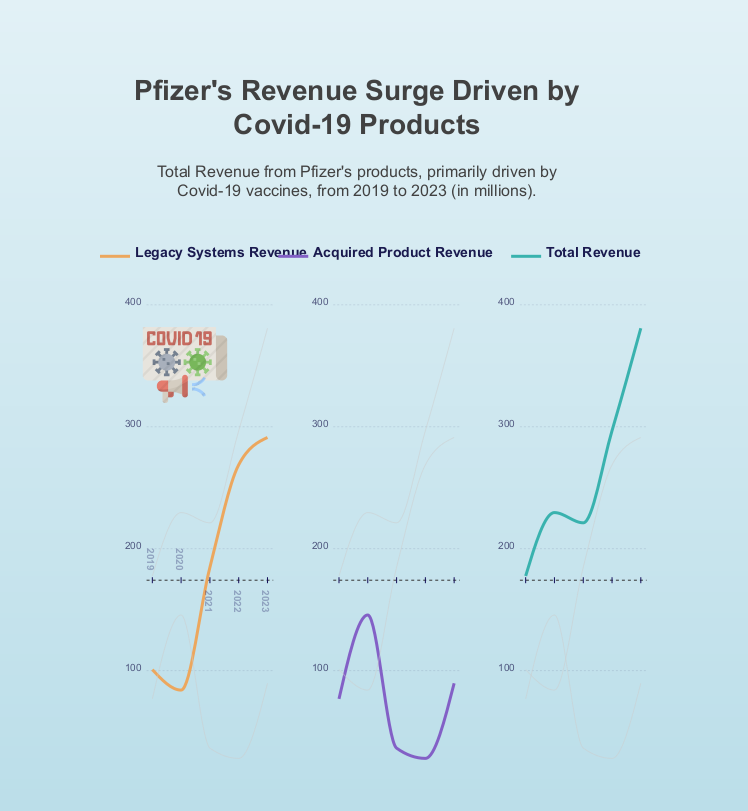 Pfizer's Revenue Surge Driven by
Covid-19 Products
Total Revenue from Pfizer's products, primarily driven by
Covid-19 vaccines, from 2019 to 2023 (in millions).
Legacy Systems Revenue
Acquired Product Revenue
Total Revenue
400
400
400
COVID 19
300
300
300
200
200
200
2019
2020
2021
2022
2023
100
100
100